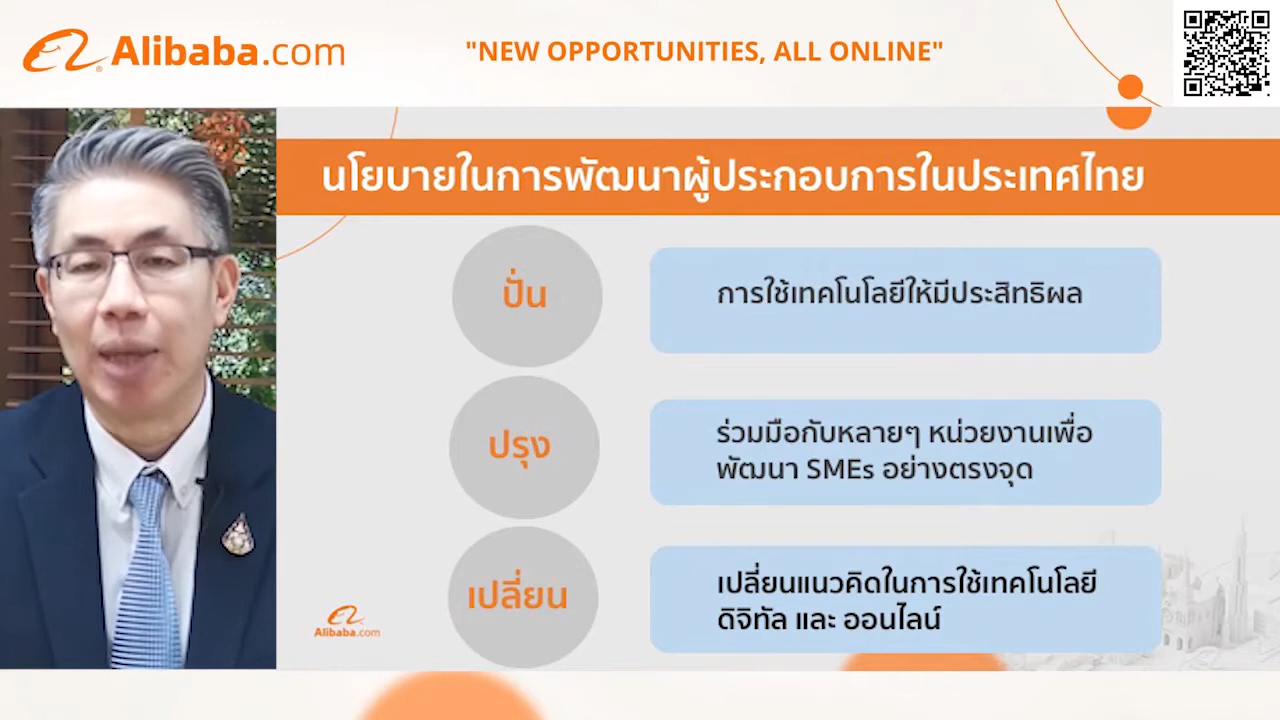 Alibaba.com
"NEW OPPORTUNITIES, ALL ONLINE"
นโยบายในการพัฒนาผู้ประกอบการในประเทศไทย
ปั่น
การใช้เทคโนโลยีให้มีประสิทธิผล
ปรุง
ร่วมมือกับหลายๆ หน่วยงานเพื่อ
พัฒนา SMEs อย่างตรงจุด
เปลี่ยน
เปลี่ยนแนวคิดในการใช้เทคโนโลยี
ดิจิทัล และ ออนไลน์
Alibaba.com